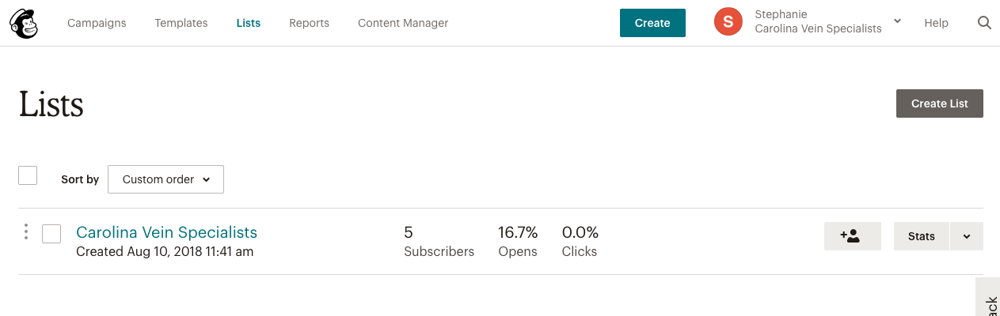 Campaigns Templates Lists Reports Content Manager Create S Stephanie
Carolina Vein Specialists Help
Lists
Create List
Sort by Custom order
Carolina Vein Specialists 5 16.7% 0.0%
Created Aug 10, 2018 11:41 am Subscribers Opens Clicks
Stats